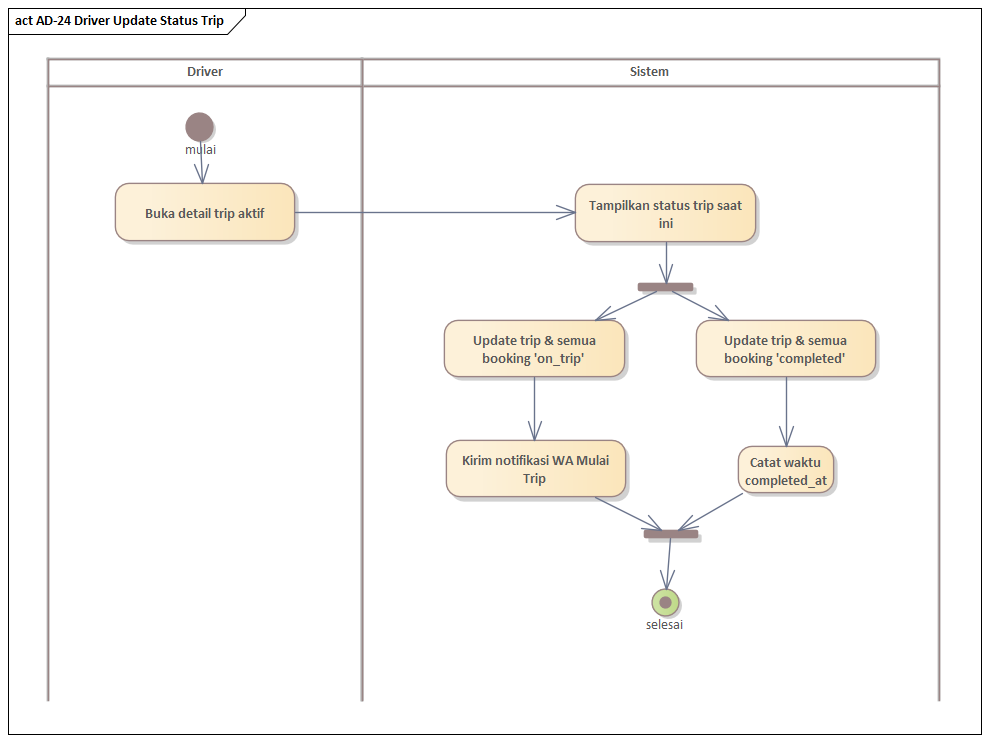 act AD-24 Driver Update Status Trip
Driver
Sistem
mulai
Buka detail trip aktif
Tampilkan status trip saat
ini
Update trip & semua
booking 'on_trip'
Update trip & semua
booking 'completed'
Kirim notifikasi WA Mulai
Trip
Catat waktu
completed_at
selesai